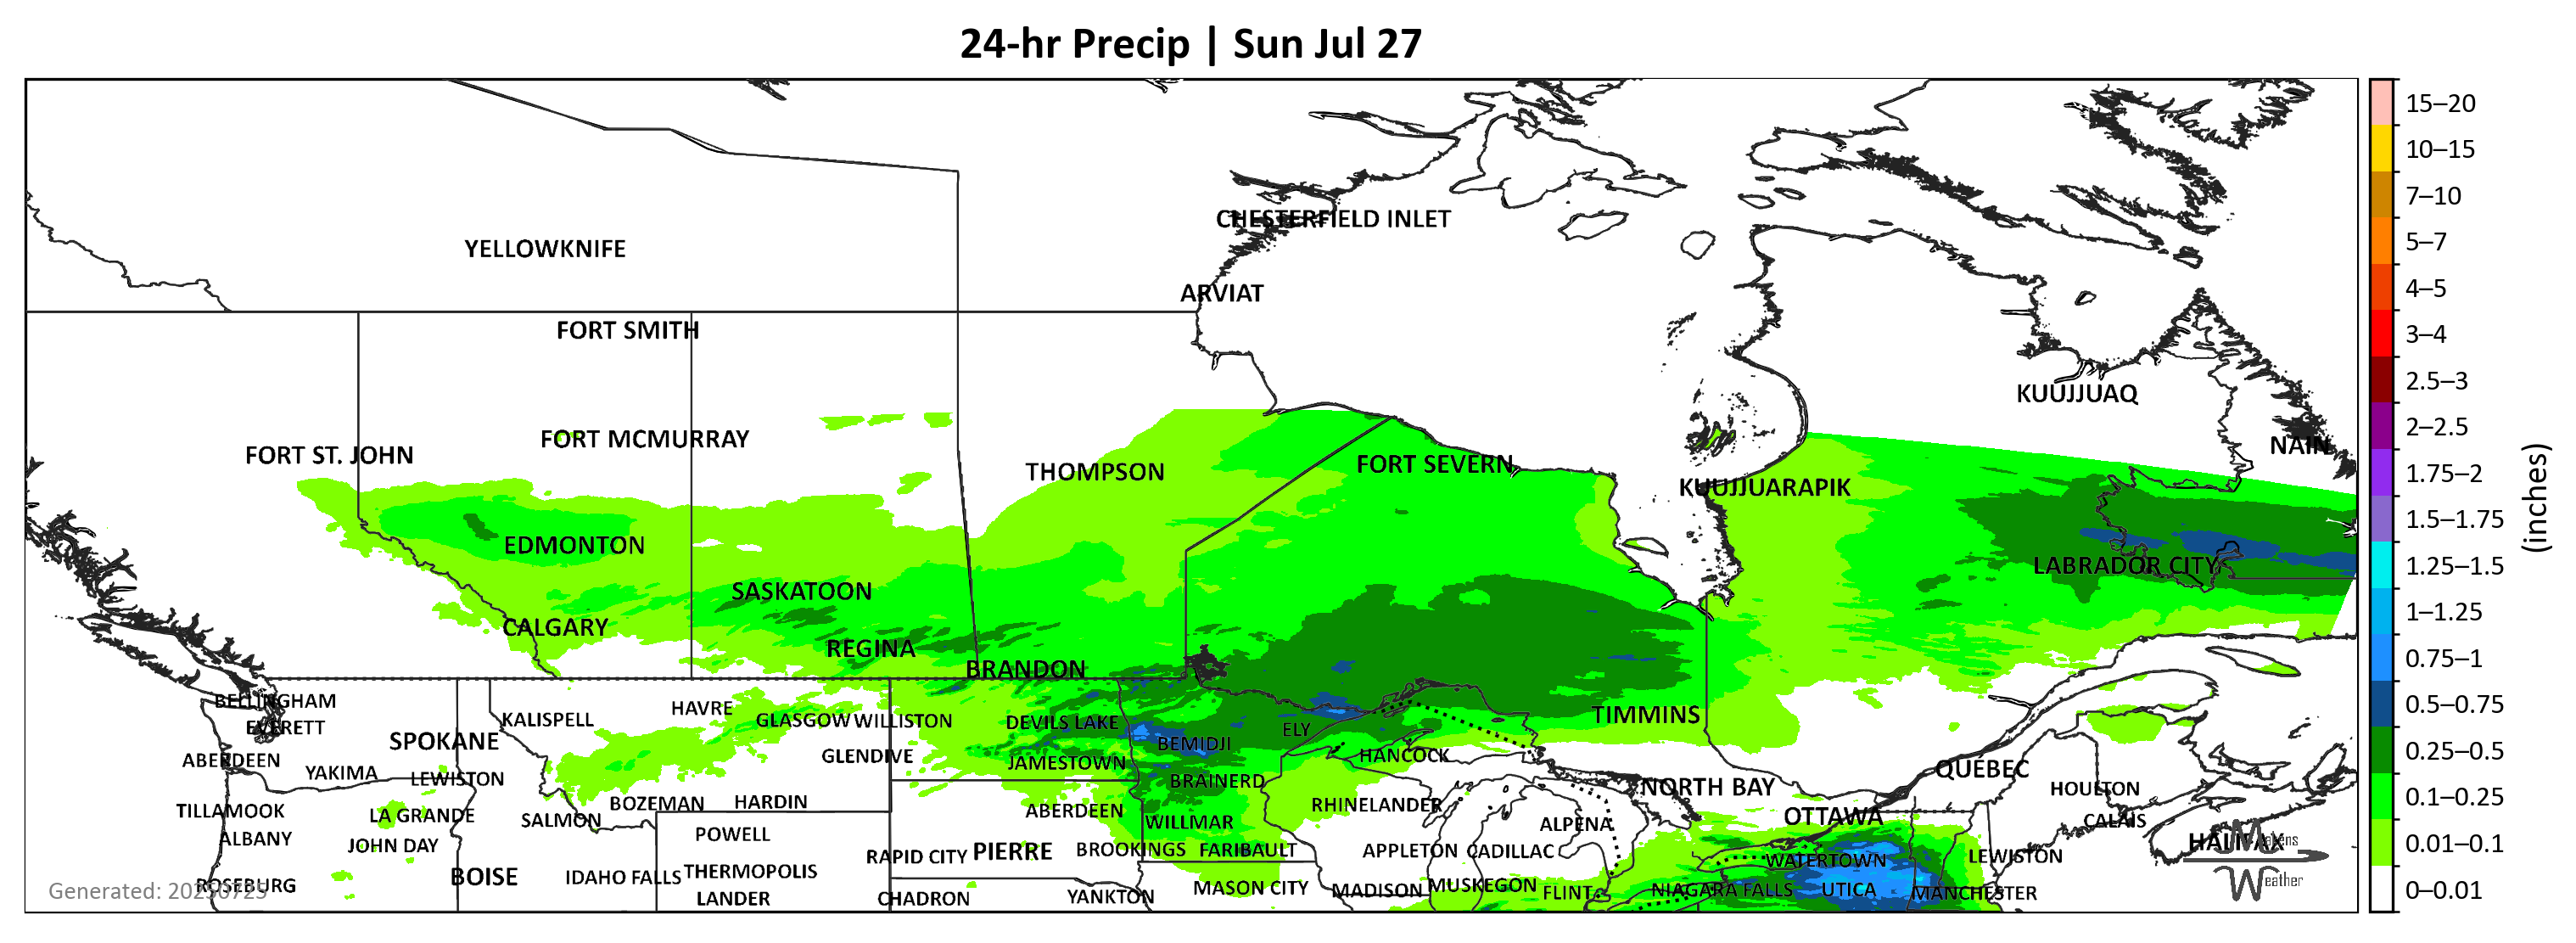 24-hr Precip | Sun Jul 27
CHESTERFIELD INLET
YELLOWKNIFE
ARVIAT
FORT SMITH
KUUJJUAQ
FORT MCMURRAY
NAIN
FORT ST. JOHN
THOMPSON
FORT SEVERN
KUUJJUARAPIK
EDMONTON
LABRADOR CITY
SASKATOON
CALGARY
REGINA
BRANDON
BELLINGHAM
HAVRE
KALISPELL
GLASGOW
WILLISTON
DEVILS LAKE
TIMMINS
EVERETT
ELY
SPOKANE
BEMIDJI
ABERDEEN
GLENDIVE
JAMESTOWN
HANCOCK
QUÉBEC
YAKIMA
LEWISTON
BRAINERD
NORTH BAY
HOULTON
BOZEMAN
HARDIN
RHINELANDER
TILLAMOOK
LA GRANDE
SALMON
ABERDEEN
WILLMAR
ALPENA
OTTAWA
CALAIS
ALBANY
JOHN DAY
POWELL
HALIFAX
RAPID CITY
PIERRE
BROOKINGS
FARIBAULT
APPLETON
CADILLAC
WATERTOWN
LEWISTON
BOISE
IDAHO FALLS
THERMOPOLIS
ROSEBURG
MASON CITY
MADISON
MUSKEGON
FLINT
NIAGARA FALLS
UTICA
MANCHESTER
LANDER
CHADRON
YANKTON
Generated: 20250725
Weather
15–20
10–15
7–10
5–7
4–5
3–4
2.5–3
2–2.5
1.75–2
1.5–1.75
1.25–1.5
1–1.25
0.75–1
0.5–0.75
0.25–0.5
0.1–0.25
0.01–0.1
0–0.01
(inches)